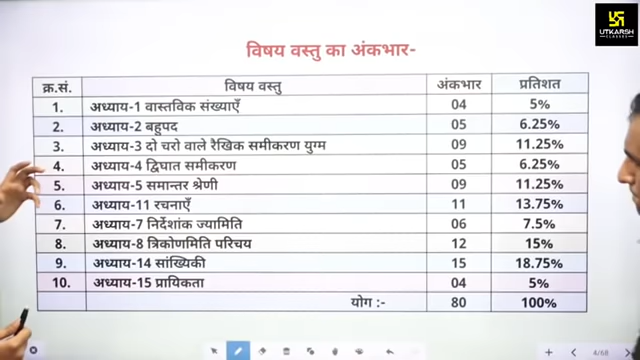 UTKARSH
CLASSES
विषय वस्तु का अंकभार-
क्र.सं. विषय वस्तु अंकभार प्रतिशत
1. अध्याय-1 वास्तविक संख्याएँ 04 5%
2. अध्याय-2 बहुपद 05 6.25%
3. अध्याय-3 दो चरो वाले रैखिक समीकरण युग्म 09 11.25%
4. अध्याय-4 द्विघात समीकरण 05 6.25%
5. अध्याय-5 समान्तर श्रेणी 09 11.25%
6. अध्याय-11 रचनाएँ 11 13.75%
7. अध्याय-7 निर्देशांक ज्यामिति 06 7.5%
8. अध्याय-8 त्रिकोणमिति परिचय 12 15%
9. अध्याय-14 सांख्यिकी 15 18.75%
10. अध्याय-15 प्रायिकता 04 5%
योग :- 80 100%
4/68